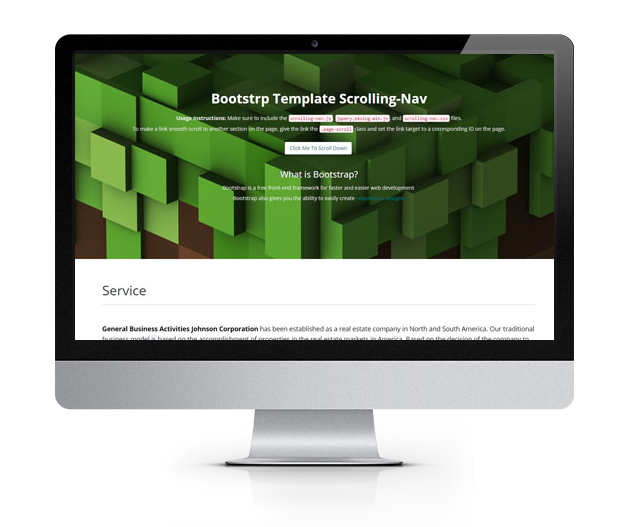 Bootstrp Template Scrolling-Nav
Usage Instructions: Make sure to include the scrolling-nav.js, jquery.easing.min.js, and scrolling-nav.css files.
To make a link smooth scroll to another section on the page, give the link the .page-scroll class and set the link target to a corresponding ID on the page.
Click Me To Scroll Down
What is Bootstrap?
Bootstrap is a free front-end framework for faster and easier web development
Bootstrap also gives you the ability to easily create
Service
General Business Activities Johnson Corporation has been established as a real estate company in North and South America. Our traditional
business model is based on the accomplishment of properties in the real estate markets in America. Based on the decision of the company to